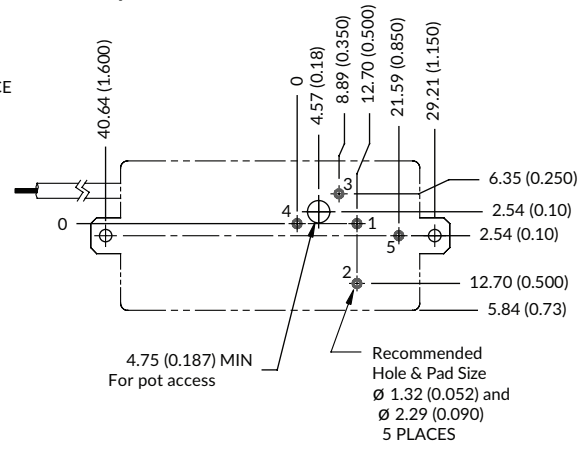 CE
40.64 (1.600)
0
4.57 (0.18)
8.89 (0.350)
12.70 (0.500)
21.59 (0.850)
29.21 (1.150)
3
6.35 (0.250)
4
2.54 (0.10)
0
1
5
2.54 (0.10)
2
12.70 (0.500)
5.84 (0.73)
4.75 (0.187) MIN
For pot access
Recommended
Hole & Pad Size
Ø 1.32 (0.052) and
Ø 2.29 (0.090)
5 PLACES